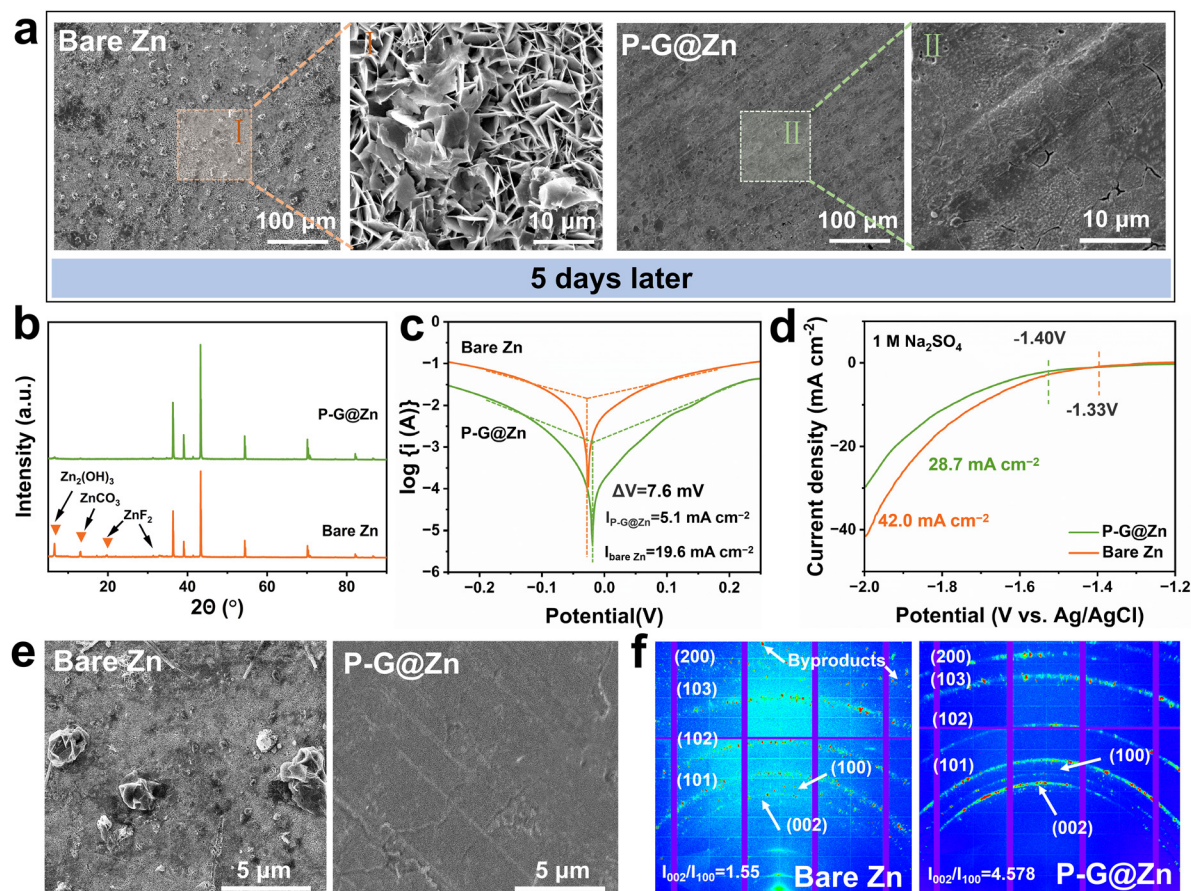 a
Bare Zn
I
I
100 μm
10 μm
P-G@Zn
II
II
100 μm
10 μm
5 days later
b
Intensity (a.u.)
P-G@Zn
Zn₂(OH)₃
ZnCO₃
ZnF₂
Bare Zn
20 40 60 80
2Θ (°)
c
log {i (A)}
0
−1
−2
−3
−4
−5
−6
Bare Zn
P-G@Zn
ΔV=7.6 mV
I_P-G@Zn=5.1 mA cm⁻²
I_bare Zn=19.6 mA cm⁻²
−0.2 −0.1 0.0 0.1 0.2
Potential(V)
d
Current density (mA cm⁻²)
0
−20
−40
1 M Na₂SO₄
-1.40V
-1.33V
28.7 mA cm⁻²
42.0 mA cm⁻²
P-G@Zn
Bare Zn
−2.0 −1.8 −1.6 −1.4 −1.2
Potential (V vs. Ag/AgCl)
e
Bare Zn
5 μm
P-G@Zn
5 μm
f
(200)
Byproducts
(103)
(102)
(101)
(100)
(002)
I₀₀₂/I₁₀₀=1.55
Bare Zn
(200)
(103)
(102)
(101)
(100)
(002)
I₀₀₂/I₁₀₀=4.578
P-G@Zn